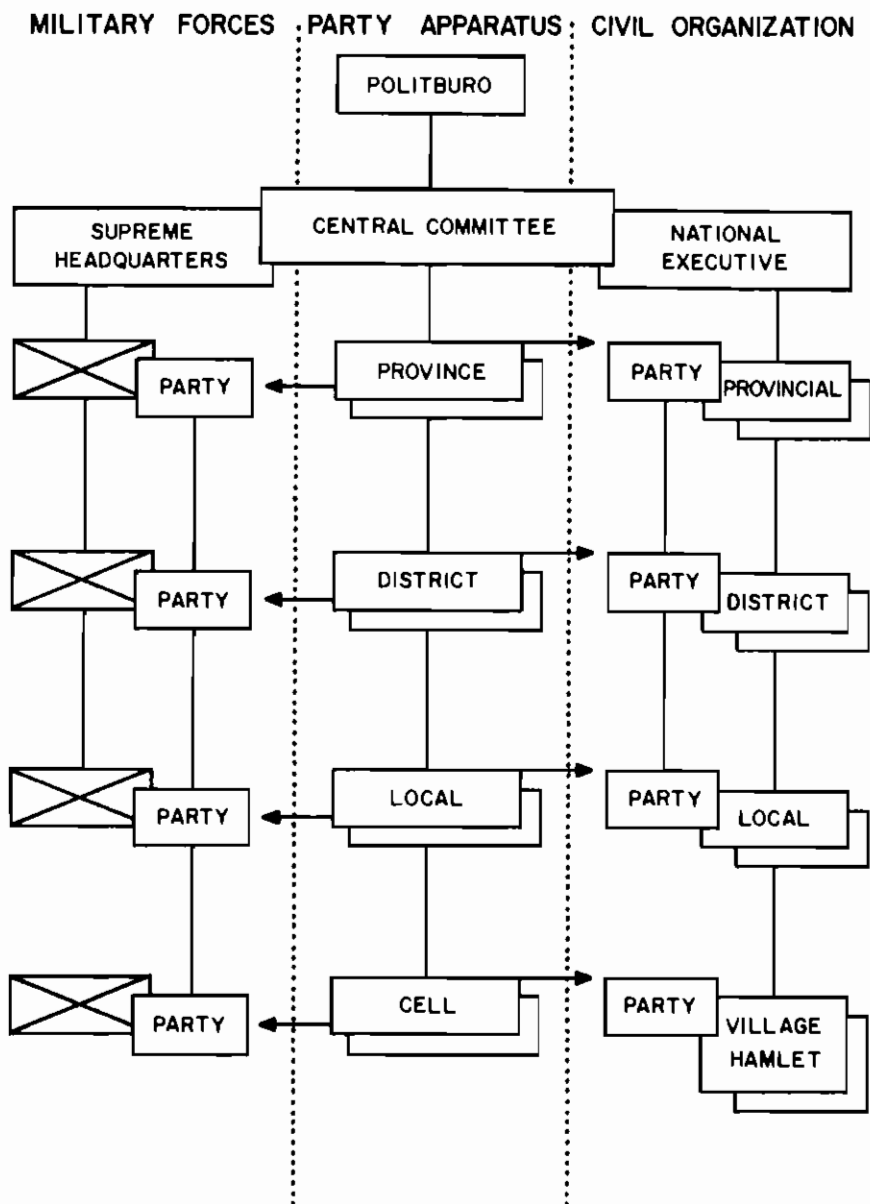 MILITARY FORCES
PARTY APPARATUS
CIVIL ORGANIZATION
POLITBURO
CENTRAL COMMITTEE
SUPREME
HEADQUARTERS
NATIONAL
EXECUTIVE
PARTY
PROVINCE
PARTY
PROVINCIAL
PARTY
DISTRICT
PARTY
DISTRICT
PARTY
LOCAL
PARTY
LOCAL
PARTY
CELL
PARTY
VILLAGE
HAMLET